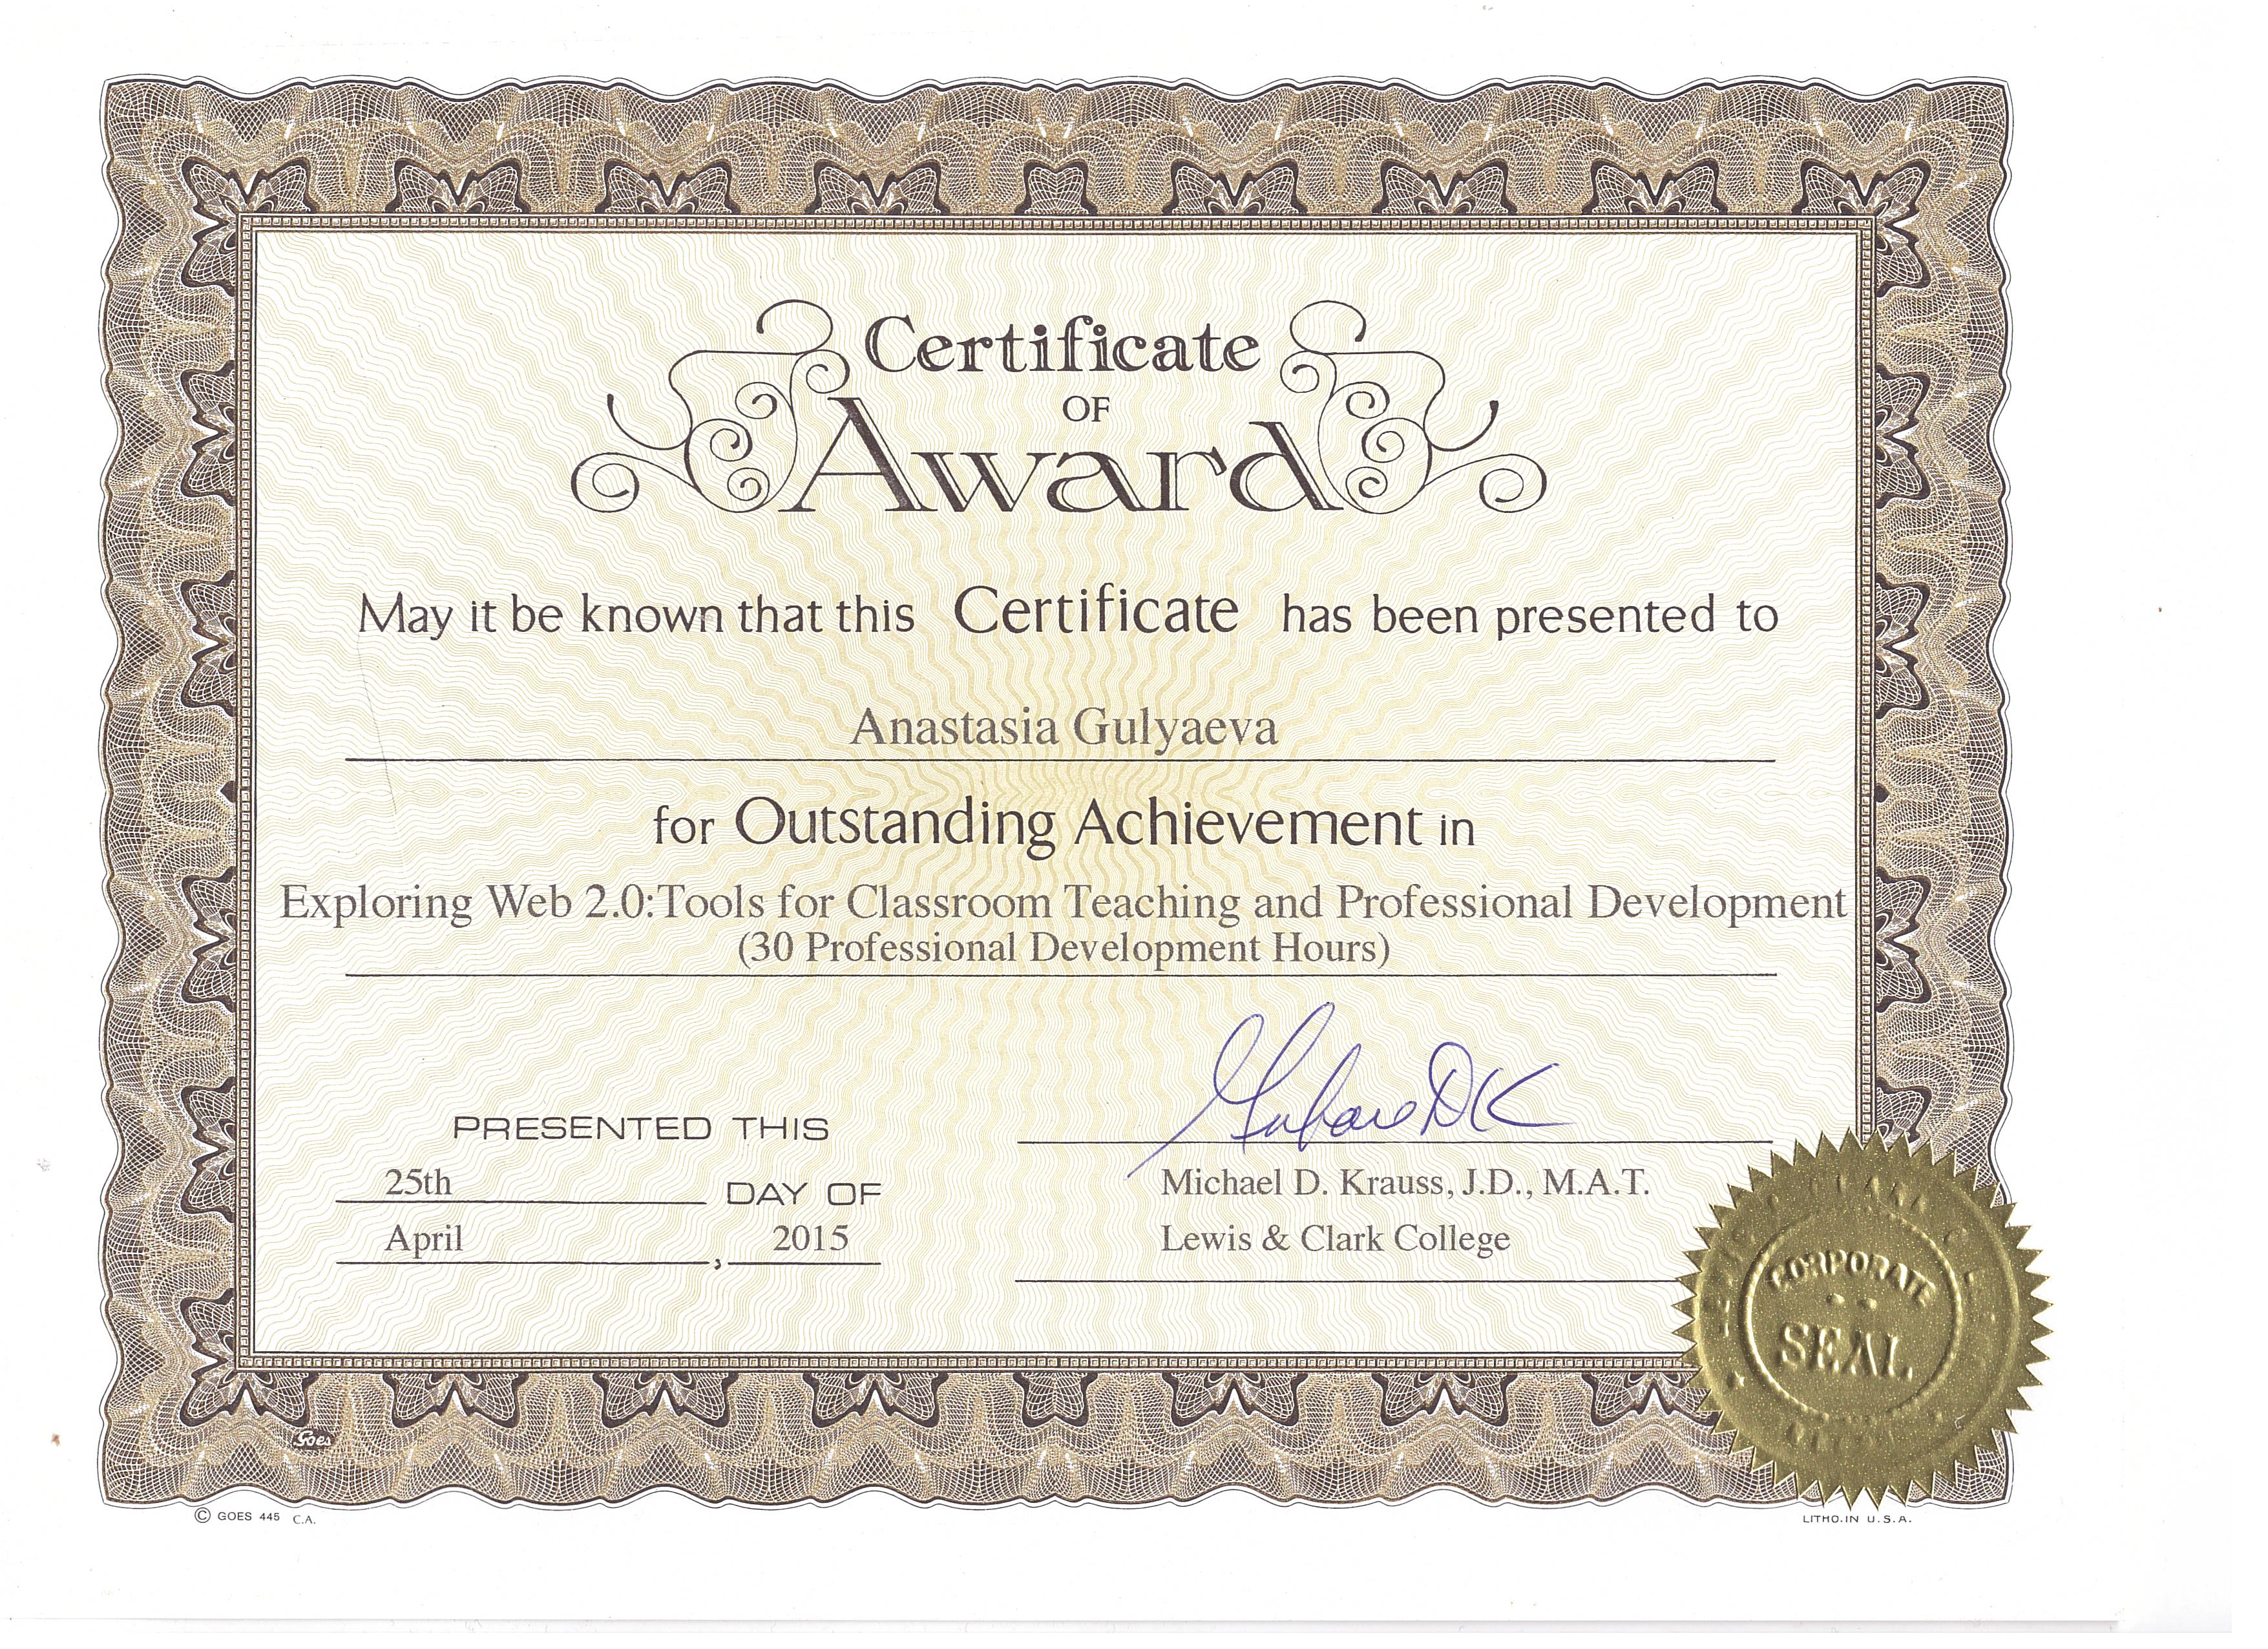 Certificate
OF
Award
May it be known that this Certificate has been presented to
Anastasia Gulyaeva
for Outstanding Achievement in
Exploring Web 2.0:Tools for Classroom Teaching and Professional Development
(30 Professional Development Hours)
PRESENTED THIS
25th DAY OF
April , 2015
Michael D. Krauss, J.D., M.A.T.
Lewis & Clark College
CORPORATE
SEAL
Goes
© GOES 445 C.A.
LITHO.IN U.S.A.